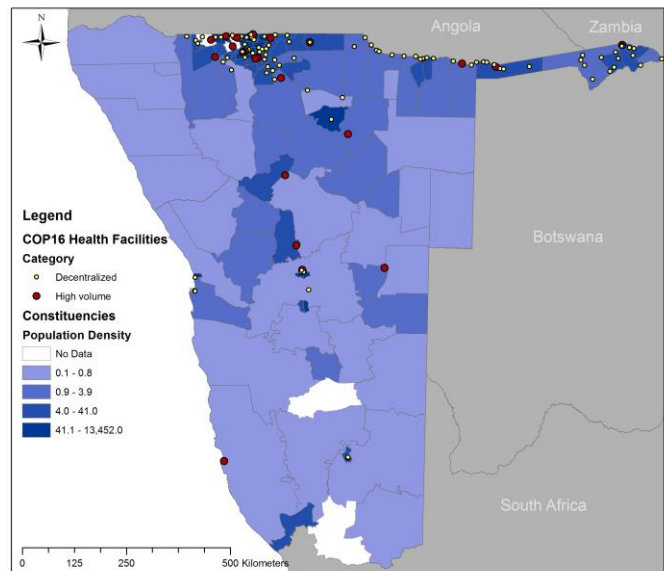 N
Angola
Zambia
Botswana
South Africa
Legend
COP16 Health Facilities
Category
Decentralized
High volume
Constituencies
Population Density
No Data
0.1 - 0.8
0.9 - 3.9
4.0 - 41.0
41.1 - 13,452.0
0 125 250 500 Kilometers